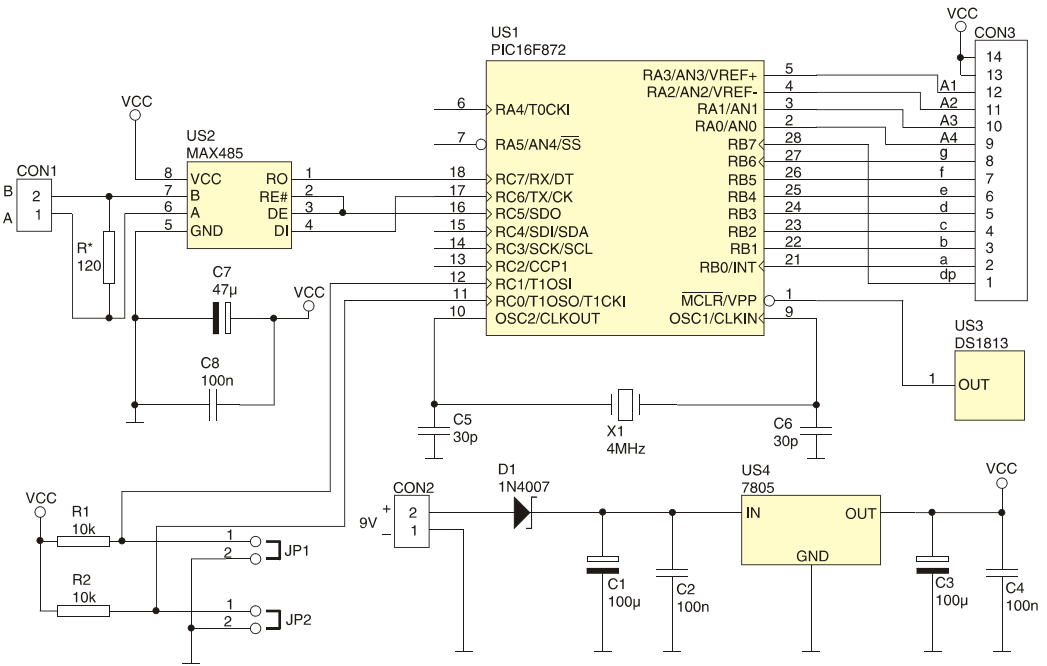 US1
PIC16F872
VCC
CON3
14
13
12
11
10
9
8
7
6
5
4
3
2
1
A1
A2
A3
A4
g
f
e
d
c
b
a
dp
RA3/AN3/VREF+ 5
RA2/AN2/VREF- 4
RA1/AN1 3
RA0/AN0 2
RB7 28
RB6 27
RB5 26
RB4 25
RB3 24
RB2 23
RB1 22
RB0/INT 21
MCLR/VPP 1
OSC1/CLKIN 9
6 RA4/T0CKI
7 RA5/AN4/SS
18 RC7/RX/DT
17 RC6/TX/CK
16 RC5/SDO
15 RC4/SDI/SDA
14 RC3/SCK/SCL
13 RC2/CCP1
12 RC1/T1OSI
11 RC0/T1OSO/T1CKI
10 OSC2/CLKOUT
VCC
US2
MAX485
8 VCC RO 1
7 B RE# 2
6 A DE 3
5 GND DI 4
CON1
B 2
A 1
R*
120
C7
47µ
VCC
C8
100n
US3
DS1813
1 OUT
C5
30p
X1
4MHz
C6
30p
VCC
R1
10k
1
2
JP1
R2
10k
1
2
JP2
CON2
+ 2
9V
– 1
D1
1N4007
US4
7805
IN OUT
GND
VCC
C1
100µ
C2
100n
C3
100µ
C4
100n